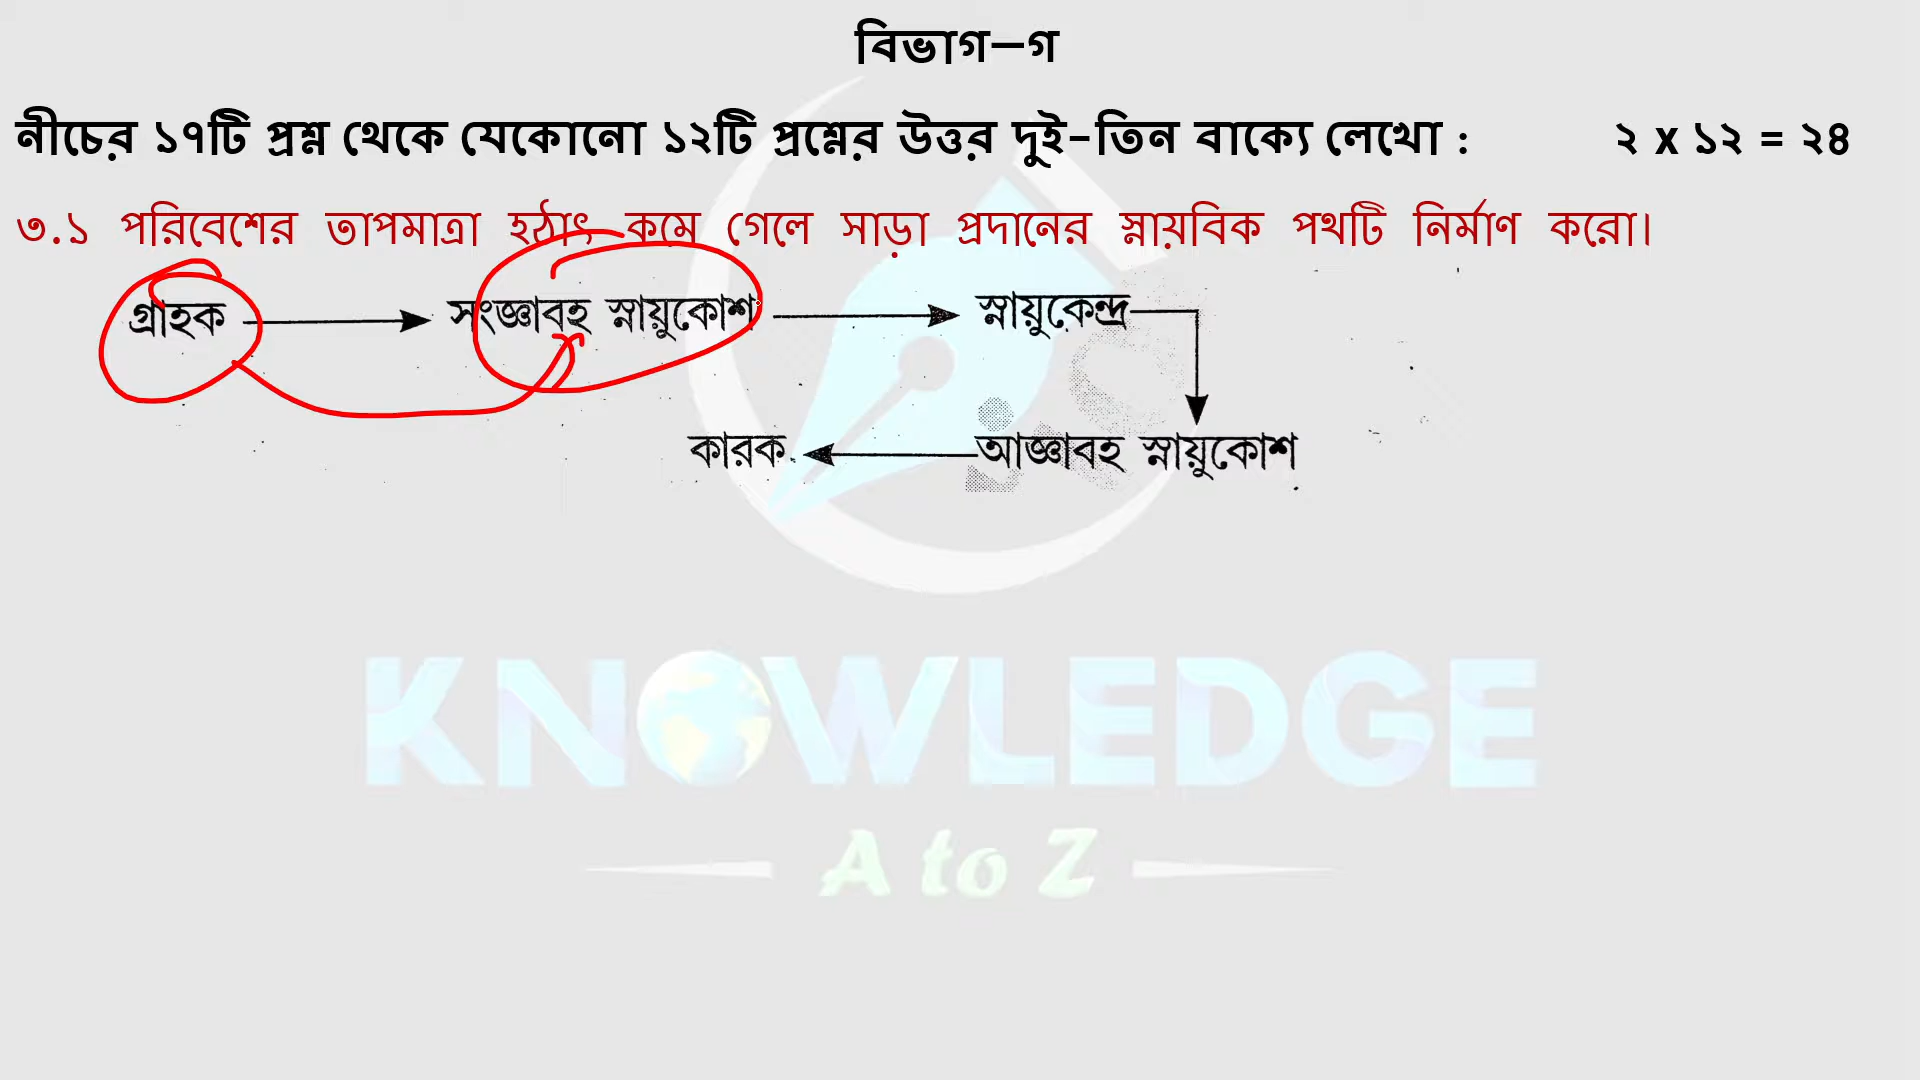 বিভাগ–গ
নীচের ১৭টি প্রশ্ন থেকে যেকোনো ১২টি প্রশ্নের উত্তর দুই-তিন বাক্যে লেখো : ২ x ১২ = ২৪
৩.১ পরিবেশের তাপমাত্রা হঠাৎ কমে গেলে সাড়া প্রদানের স্নায়বিক পথটি নির্মাণ করো।
গ্রাহক সংজ্ঞাবহ স্নায়ুকোশ স্নায়ুকেন্দ্র
কারক আজ্ঞাবহ স্নায়ুকোশ
KNOWLEDGE
A to Z